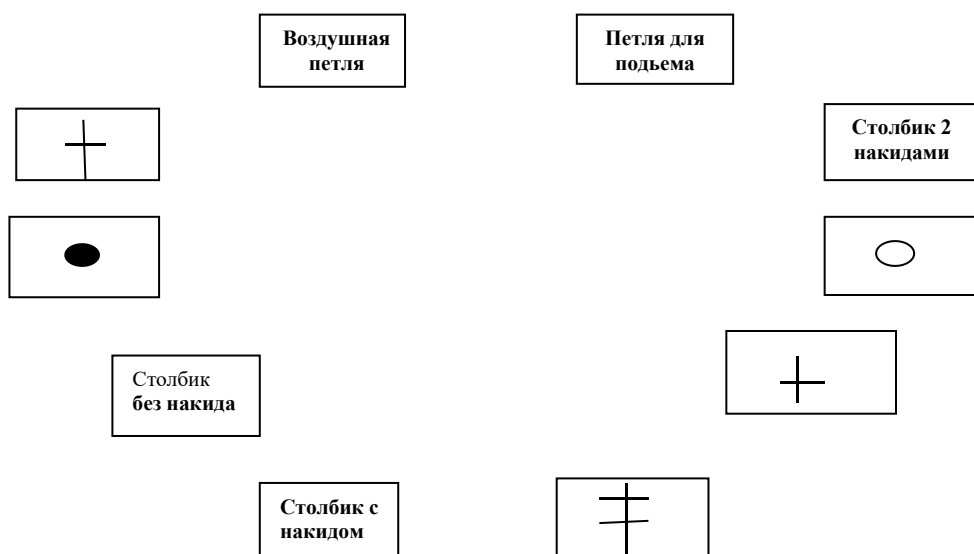 Воздушная
петля
Петля для
подьема
Столбик 2
накидами
Столбик
без накида
Столбик с
накидом